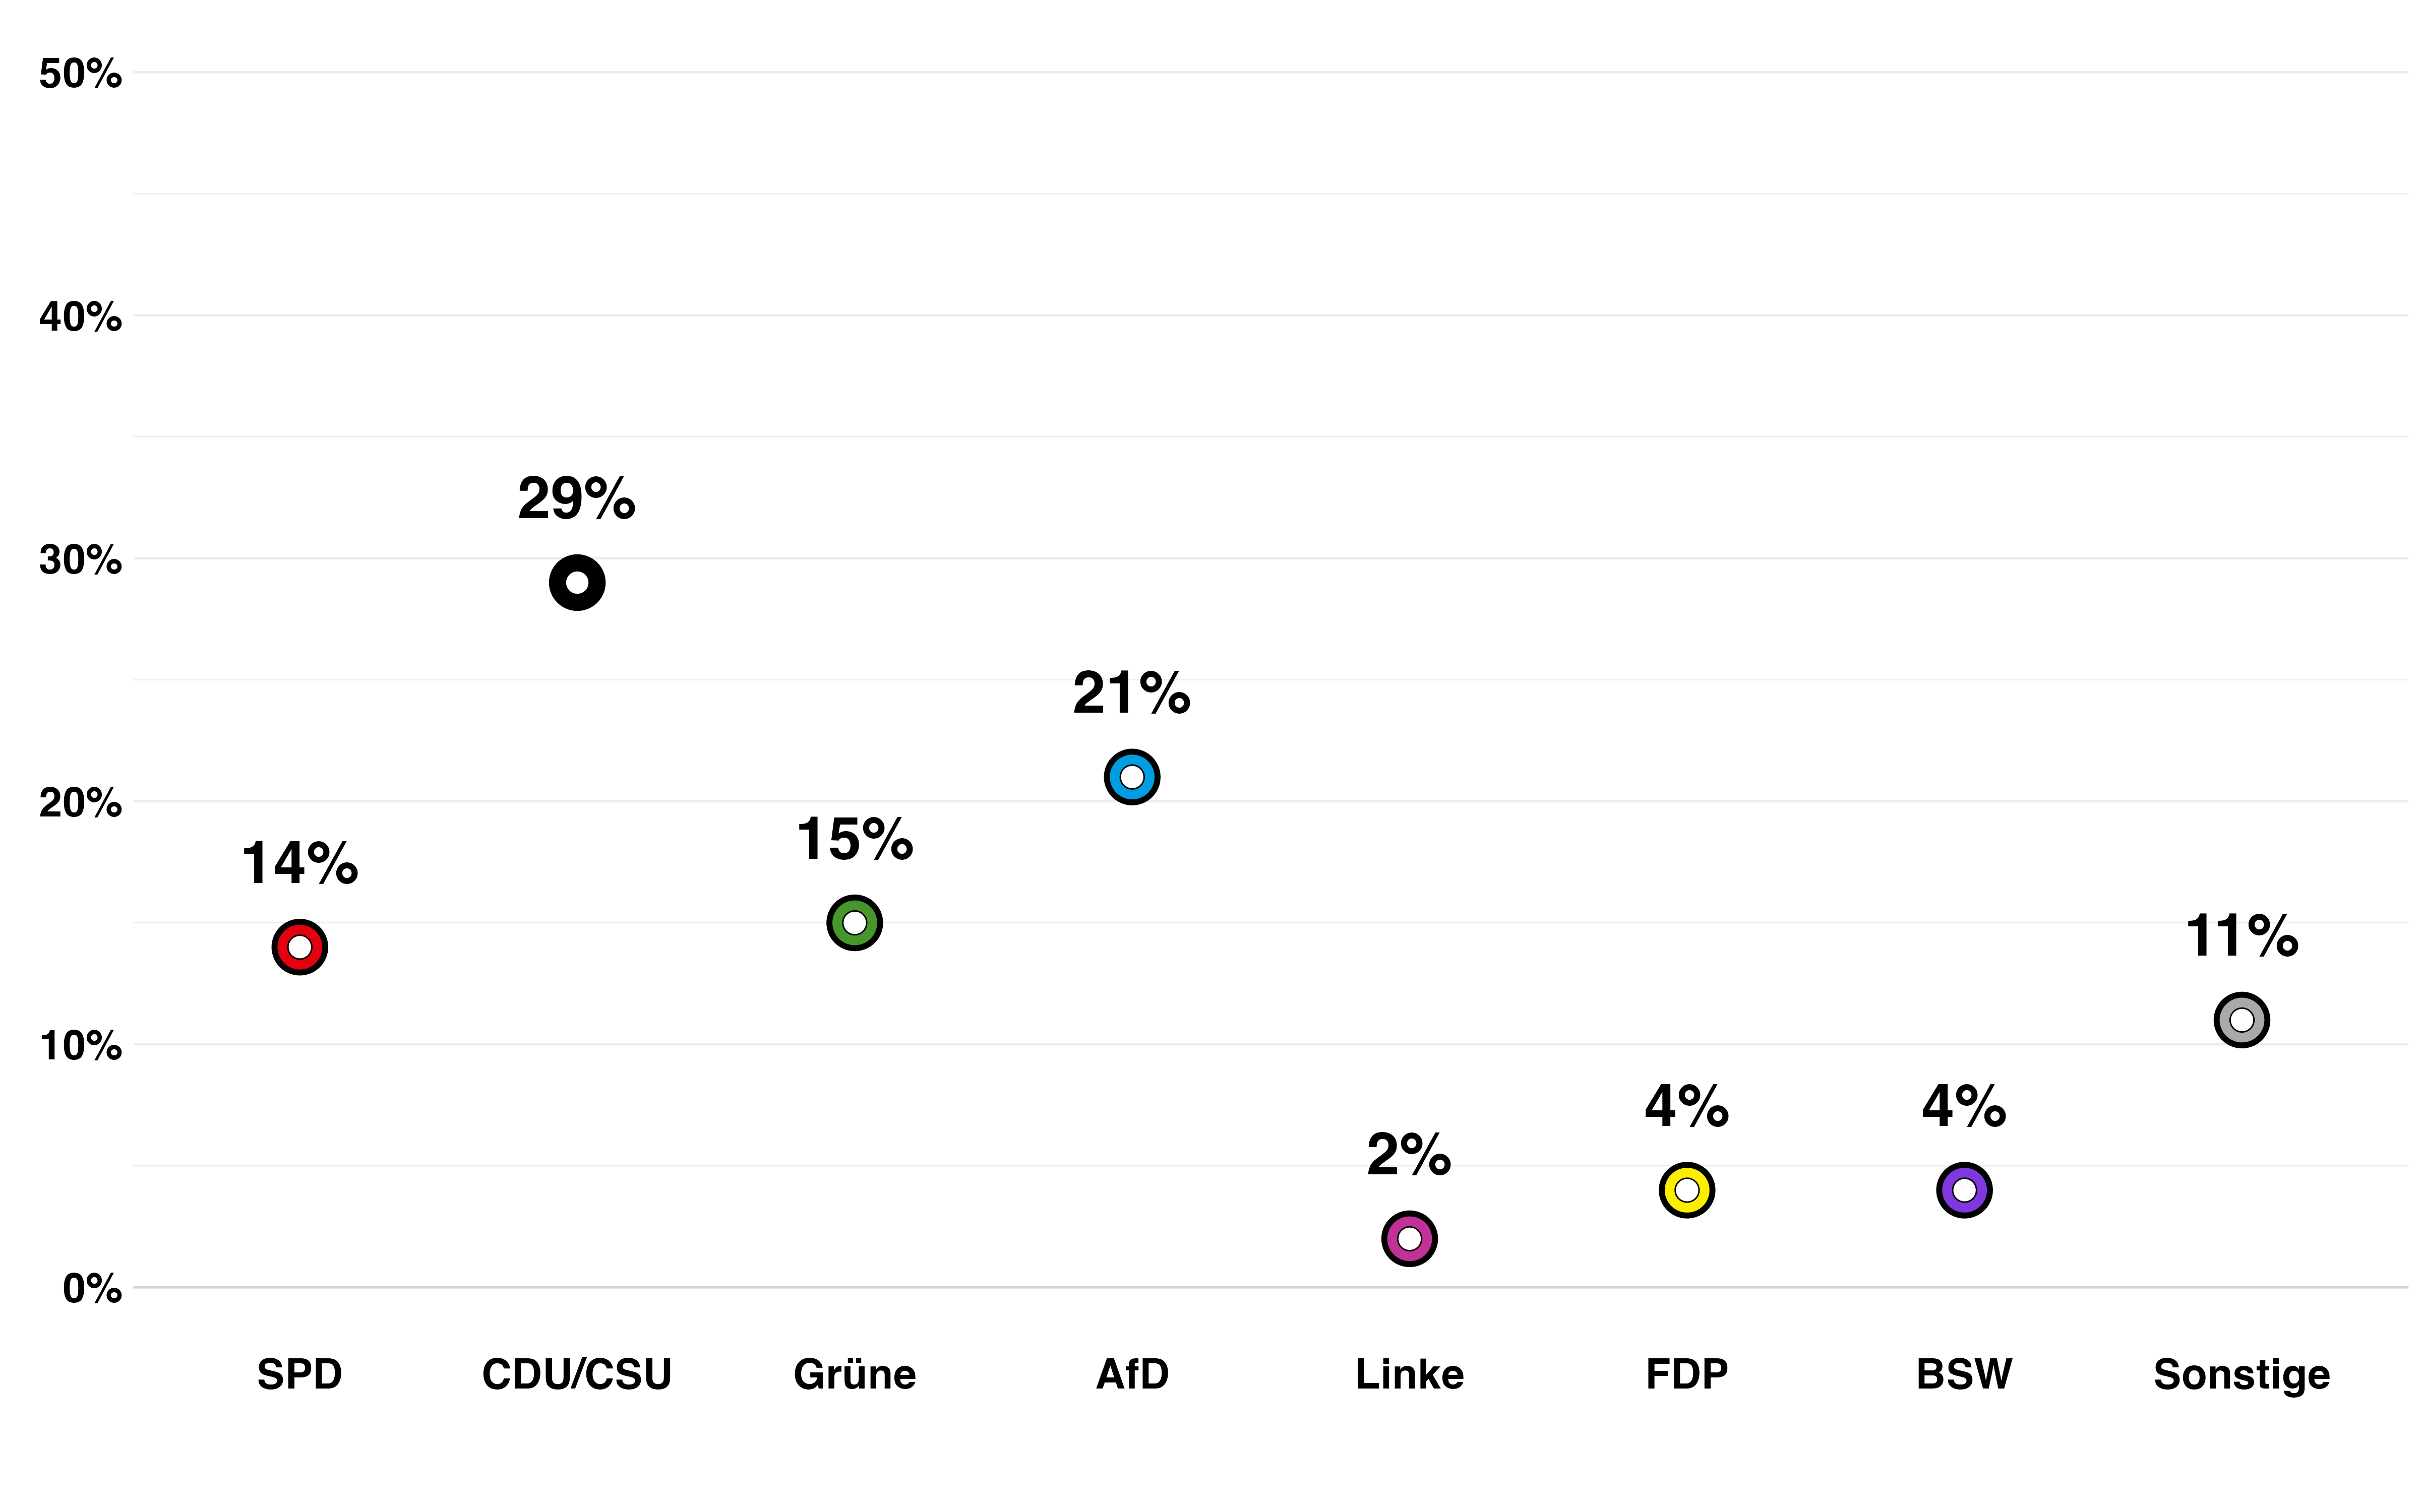 50%
40%
30%
20%
10%
0%
14%
29%
15%
21%
2%
4%
4%
11%
SPD
CDU/CSU
Grüne
AfD
Linke
FDP
BSW
Sonstige